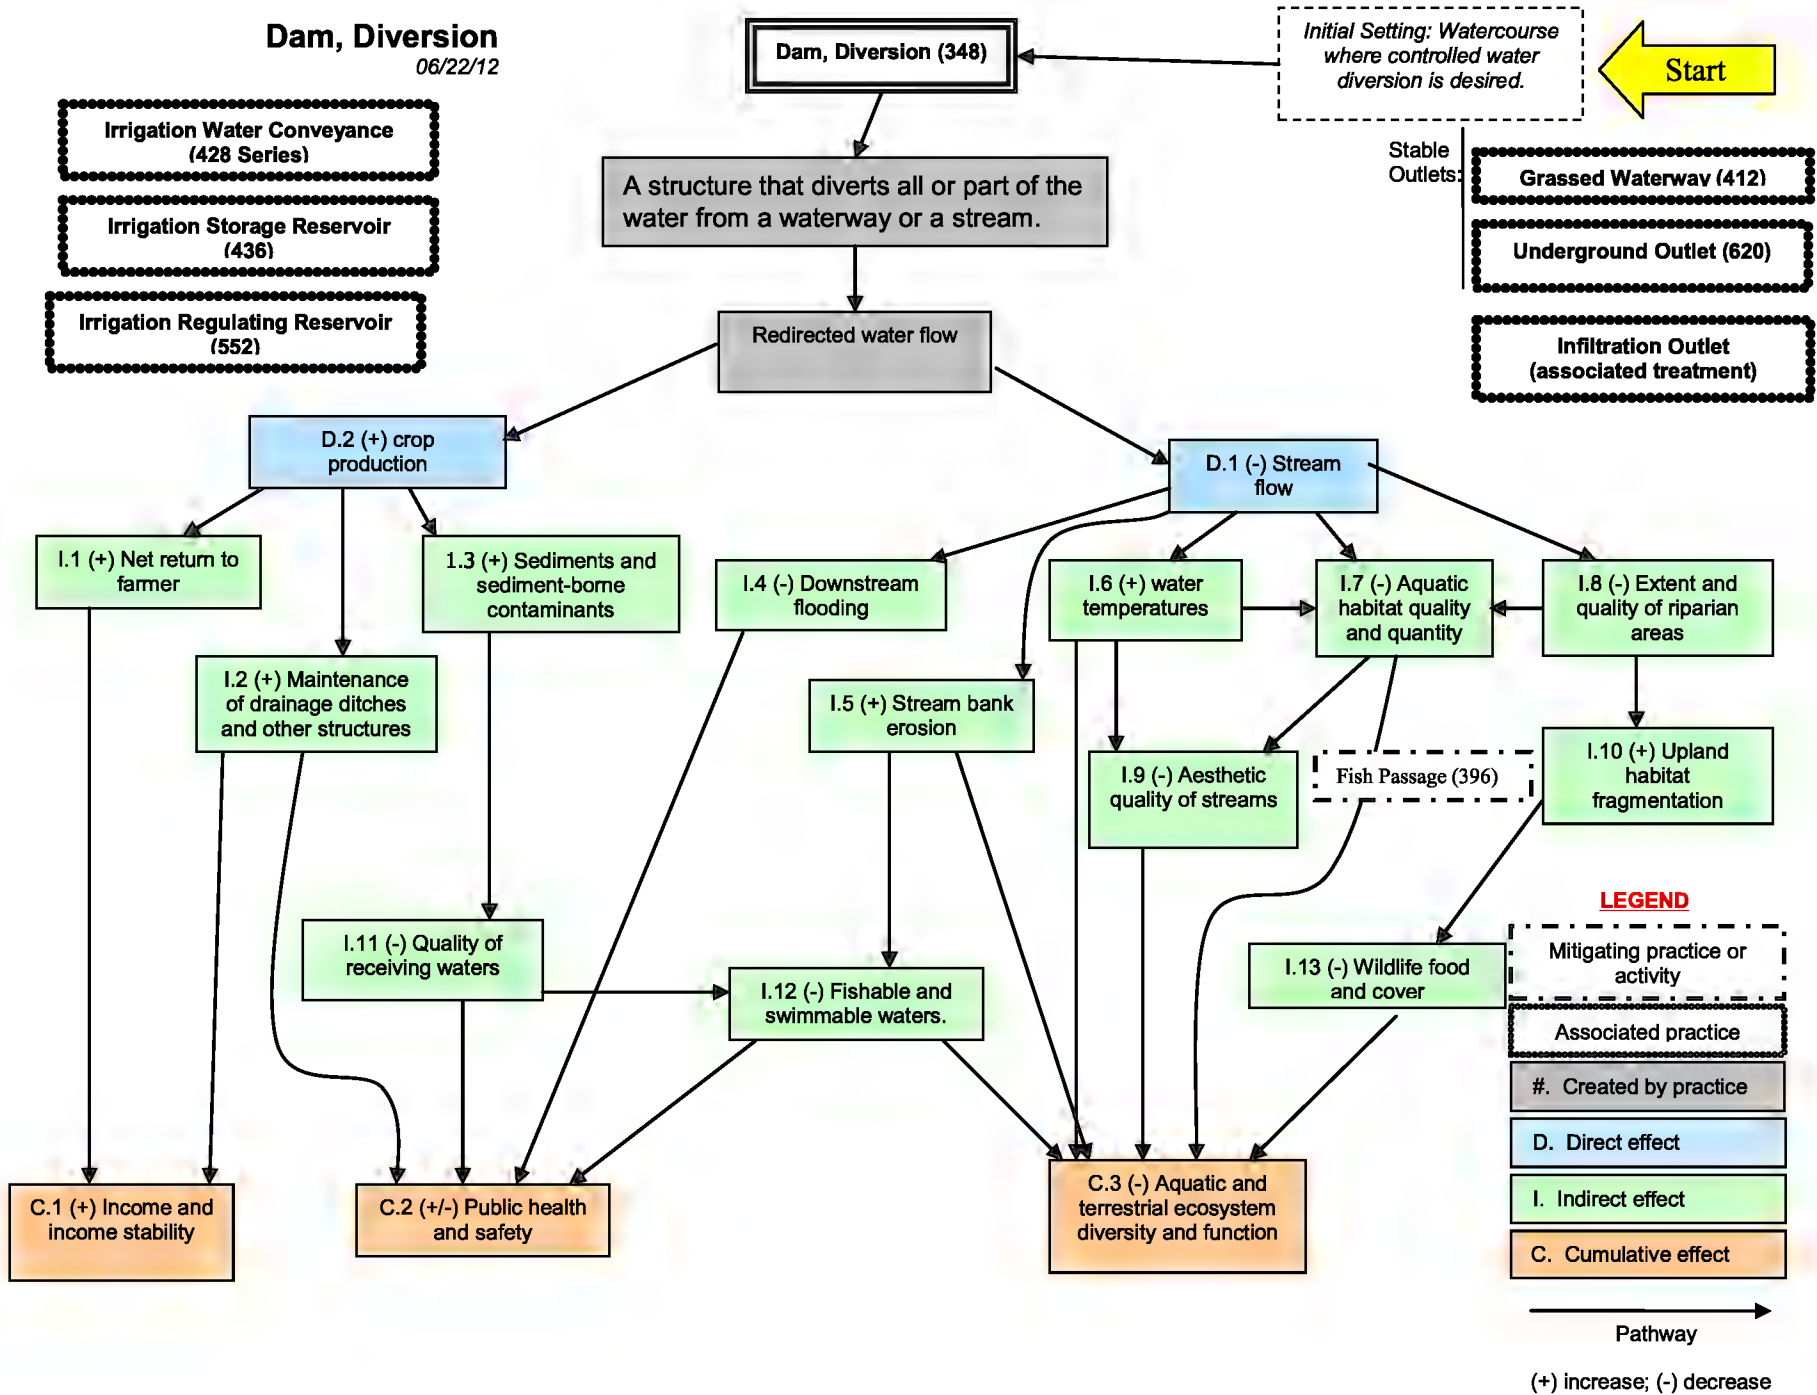 Dam, Diversion
06/22/12
Dam, Diversion (348)
Initial Setting: Watercourse
where controlled water
diversion is desired.
Start
Irrigation Water Conveyance
(428 Series)
Irrigation Storage Reservoir
(436)
Irrigation Regulating Reservoir
(552)
Stable
Outlets:
Grassed Waterway (412)
Underground Outlet (620)
Infiltration Outlet
(associated treatment)
A structure that diverts all or part of the
water from a waterway or a stream.
Redirected water flow
D.2 (+) crop
production
D.1 (-) Stream
flow
I.1 (+) Net return to
farmer
1.3 (+) Sediments and
sediment-borne
contaminants
I.4 (-) Downstream
flooding
I.6 (+) water
temperatures
I.7 (-) Aquatic
habitat quality
and quantity
I.8 (-) Extent and
quality of riparian
areas
I.2 (+) Maintenance
of drainage ditches
and other structures
I.5 (+) Stream bank
erosion
I.9 (-) Aesthetic
quality of streams
Fish Passage (396)
I.10 (+) Upland
habitat
fragmentation
I.11 (-) Quality of
receiving waters
I.12 (-) Fishable and
swimmable waters.
I.13 (-) Wildlife food
and cover
C.1 (+) Income and
income stability
C.2 (+/-) Public health
and safety
C.3 (-) Aquatic and
terrestrial ecosystem
diversity and function
LEGEND
Mitigating practice or
activity
Associated practice
#. Created by practice
D. Direct effect
I. Indirect effect
C. Cumulative effect
Pathway
(+) increase; (-) decrease